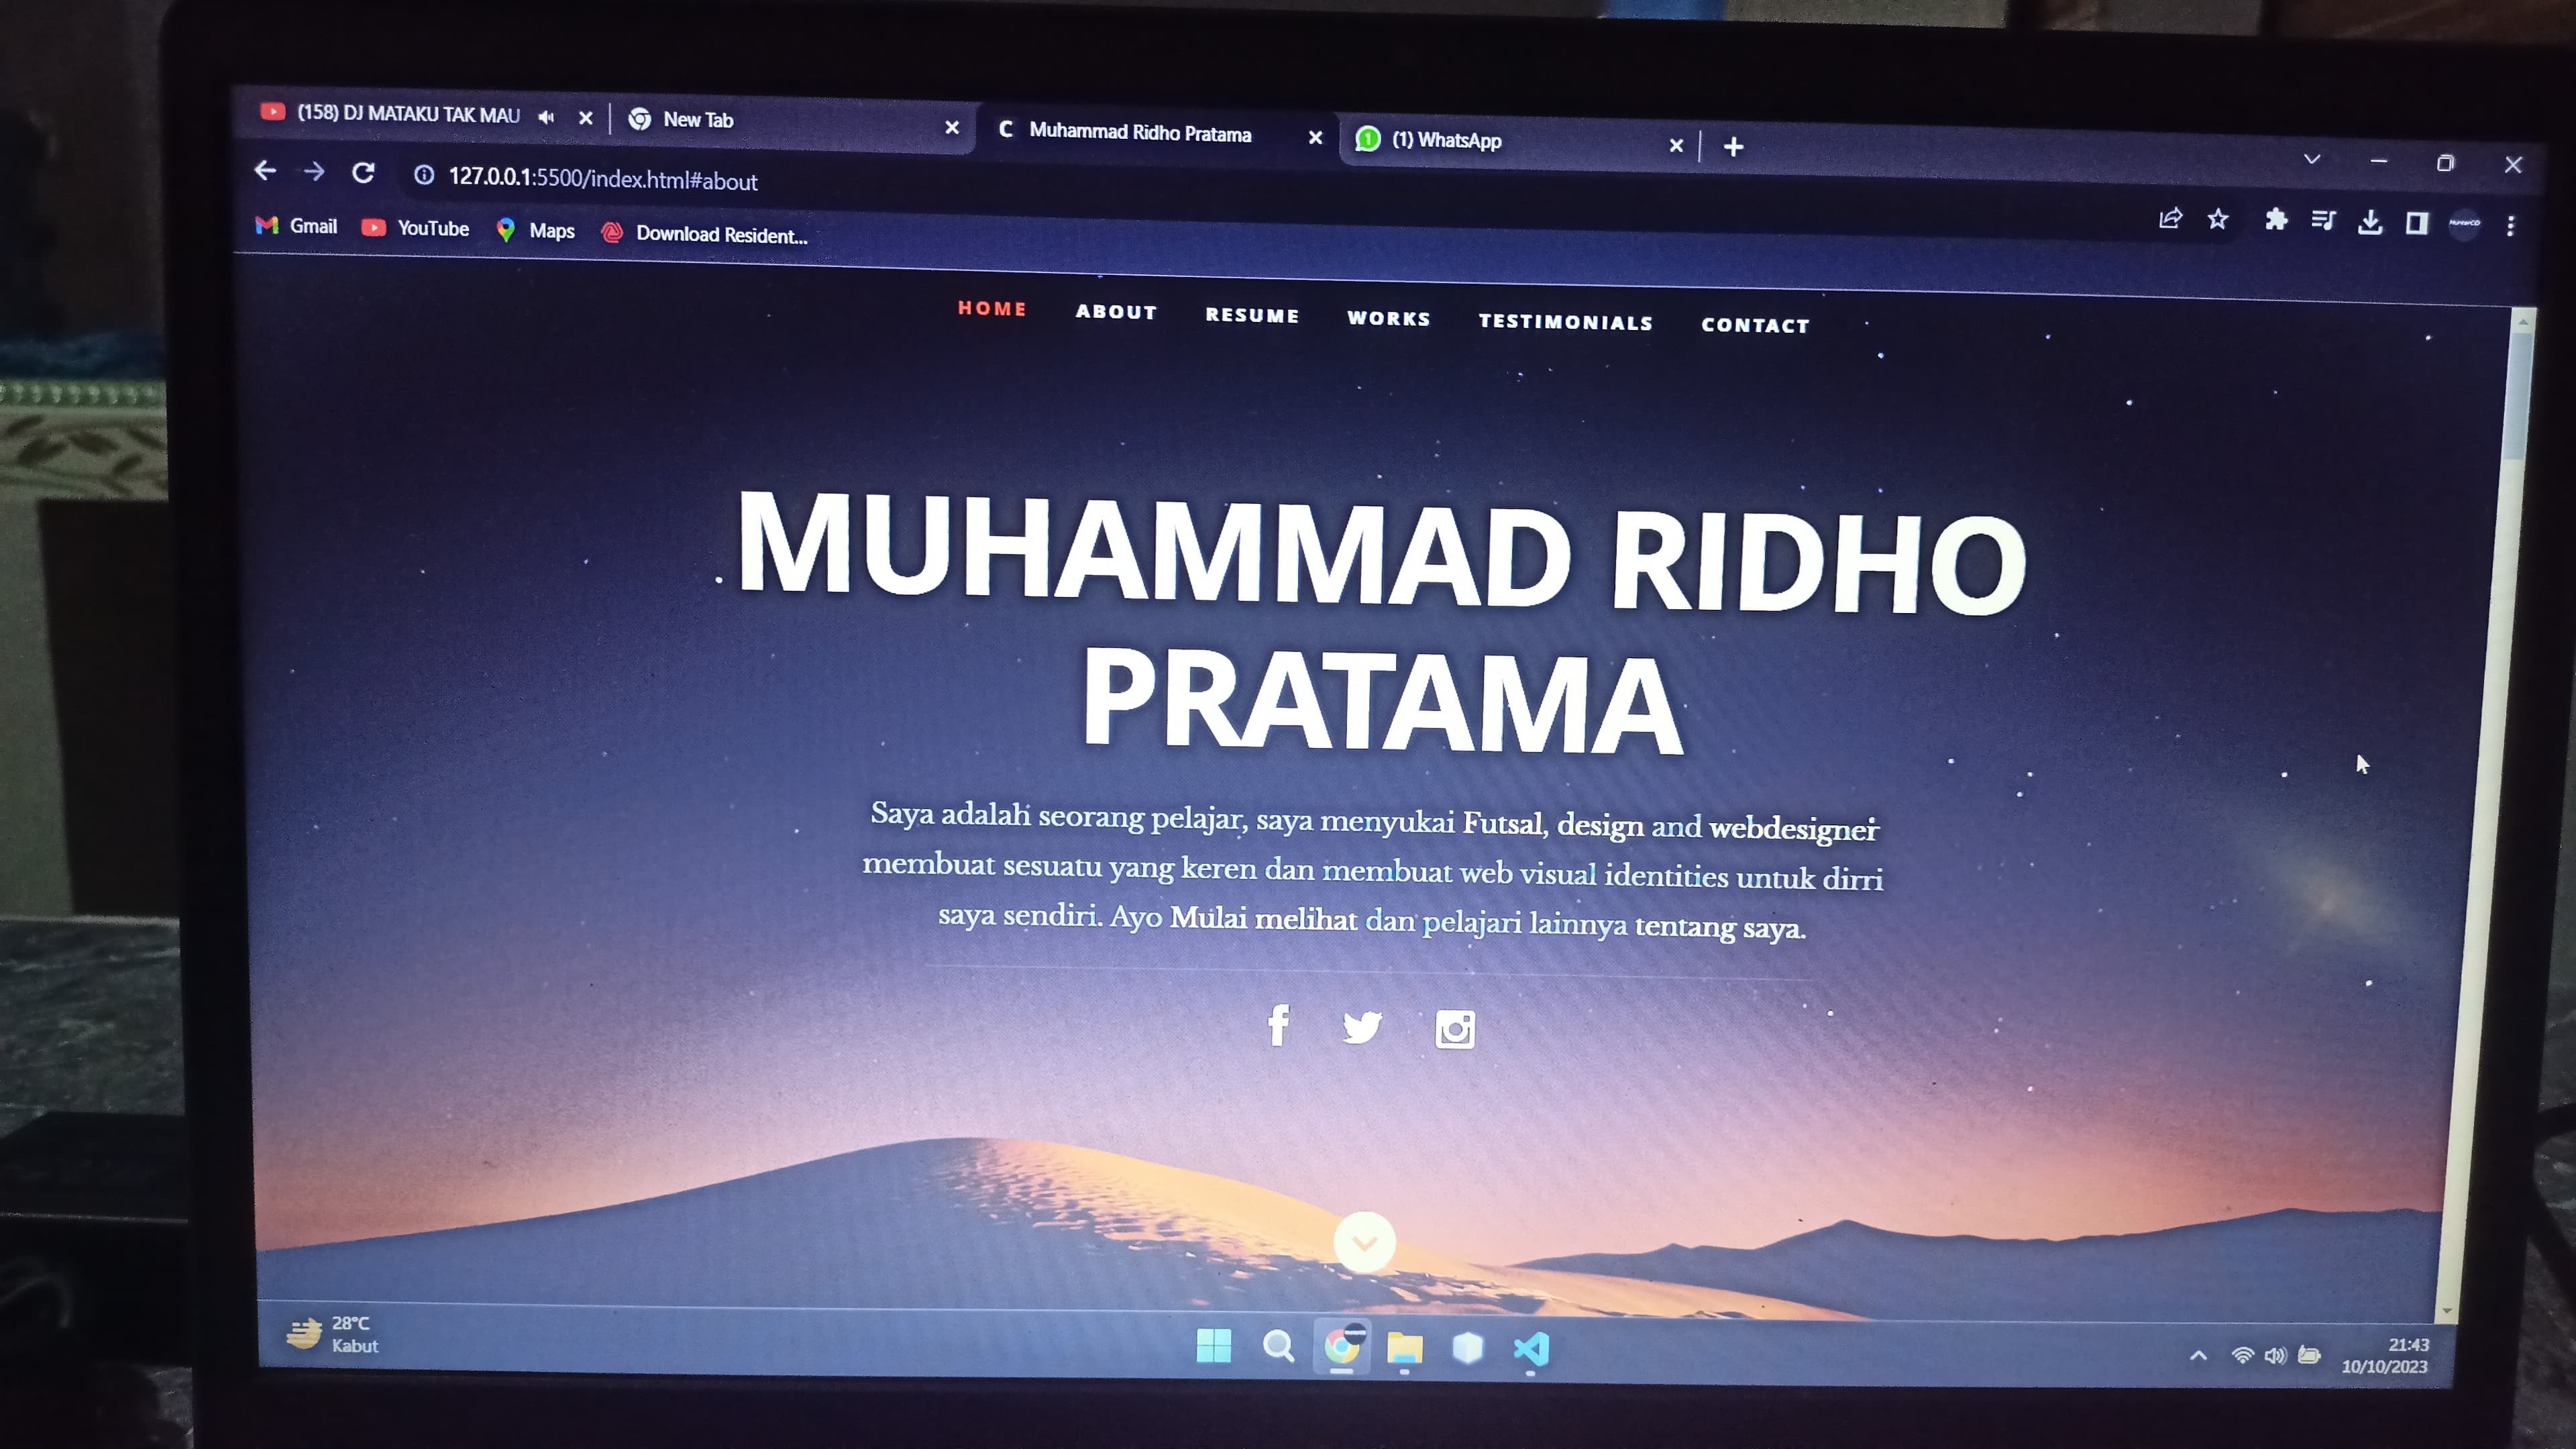 (158) DJ MATAKU TAK MAU
New Tab
Muhammad Ridho Pratama
(1) WhatsApp
127.0.0.1:5500/index.html#about
Gmail
YouTube
Maps
Download Resident...
HOME ABOUT RESUME WORKS TESTIMONIALS CONTACT
MUHAMMAD RIDHO
PRATAMA
Saya adalah seorang pelajar, saya menyukai Futsal, design and webdesigner
membuat sesuatu yang keren dan membuat web visual identities untuk dirri
saya sendiri. Ayo Mulai melihat dan pelajari lainnya tentang saya.
28°C
Kabut
21:43
10/10/2023